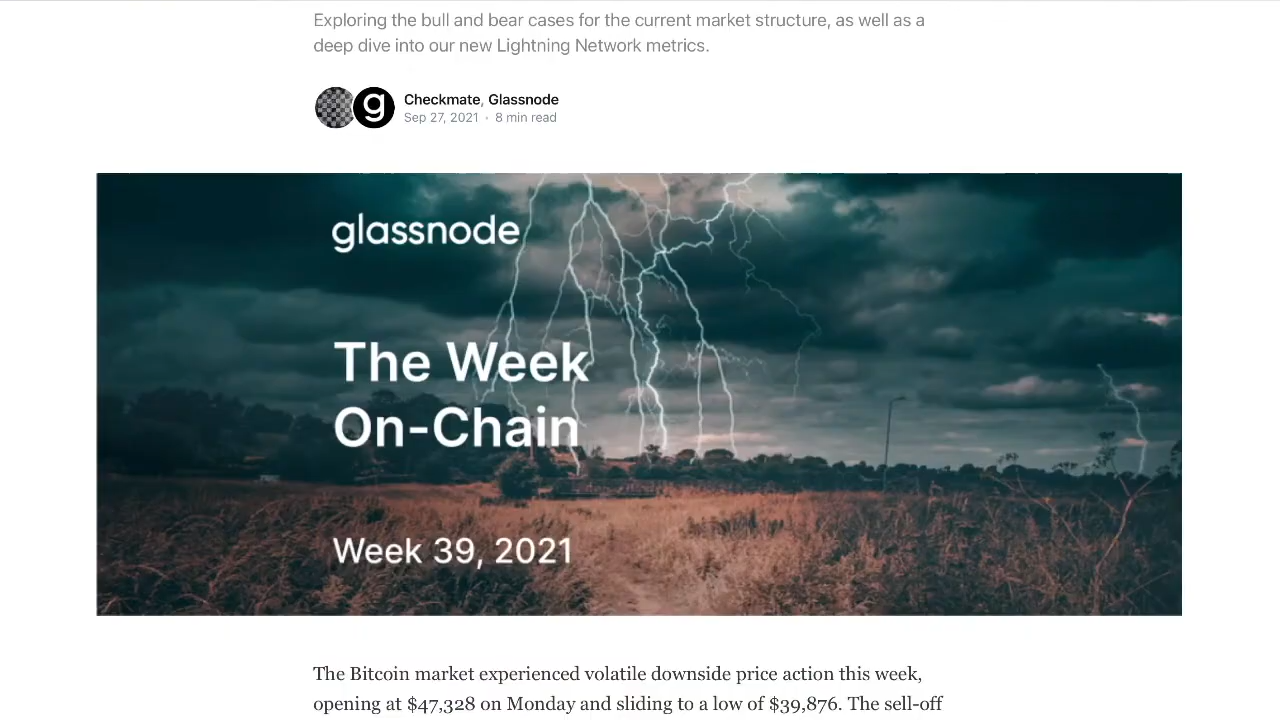 Exploring the bull and bear cases for the current market structure, as well as a
deep dive into our new Lightning Network metrics.
g
Checkmate, Glassnode
Sep 27, 2021 • 8 min read
glassnode
The Week
On-Chain
Week 39, 2021
The Bitcoin market experienced volatile downside price action this week,
opening at $47,328 on Monday and sliding to a low of $39,876. The sell-off